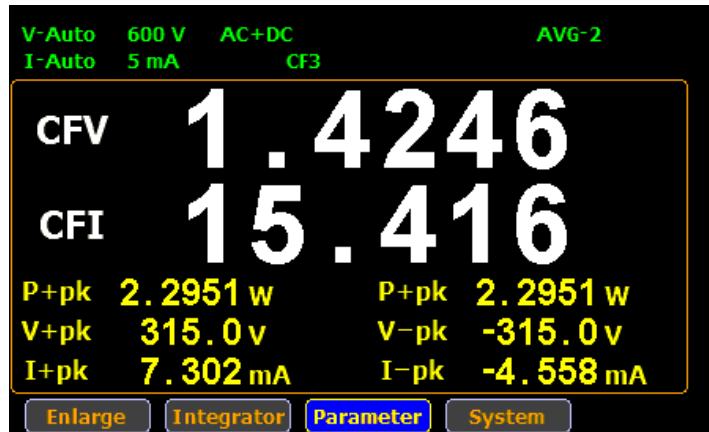 V-Auto 600 V AC+DC AVG-2
I-Auto 5 mA CF3
CFV 1.4246
CFI 15.416
P+pk 2.2951 W P+pk 2.2951 W
V+pk 315.0 V V-pk -315.0 V
I+pk 7.302 mA I-pk -4.558 mA
Enlarge Integrator Parameter System